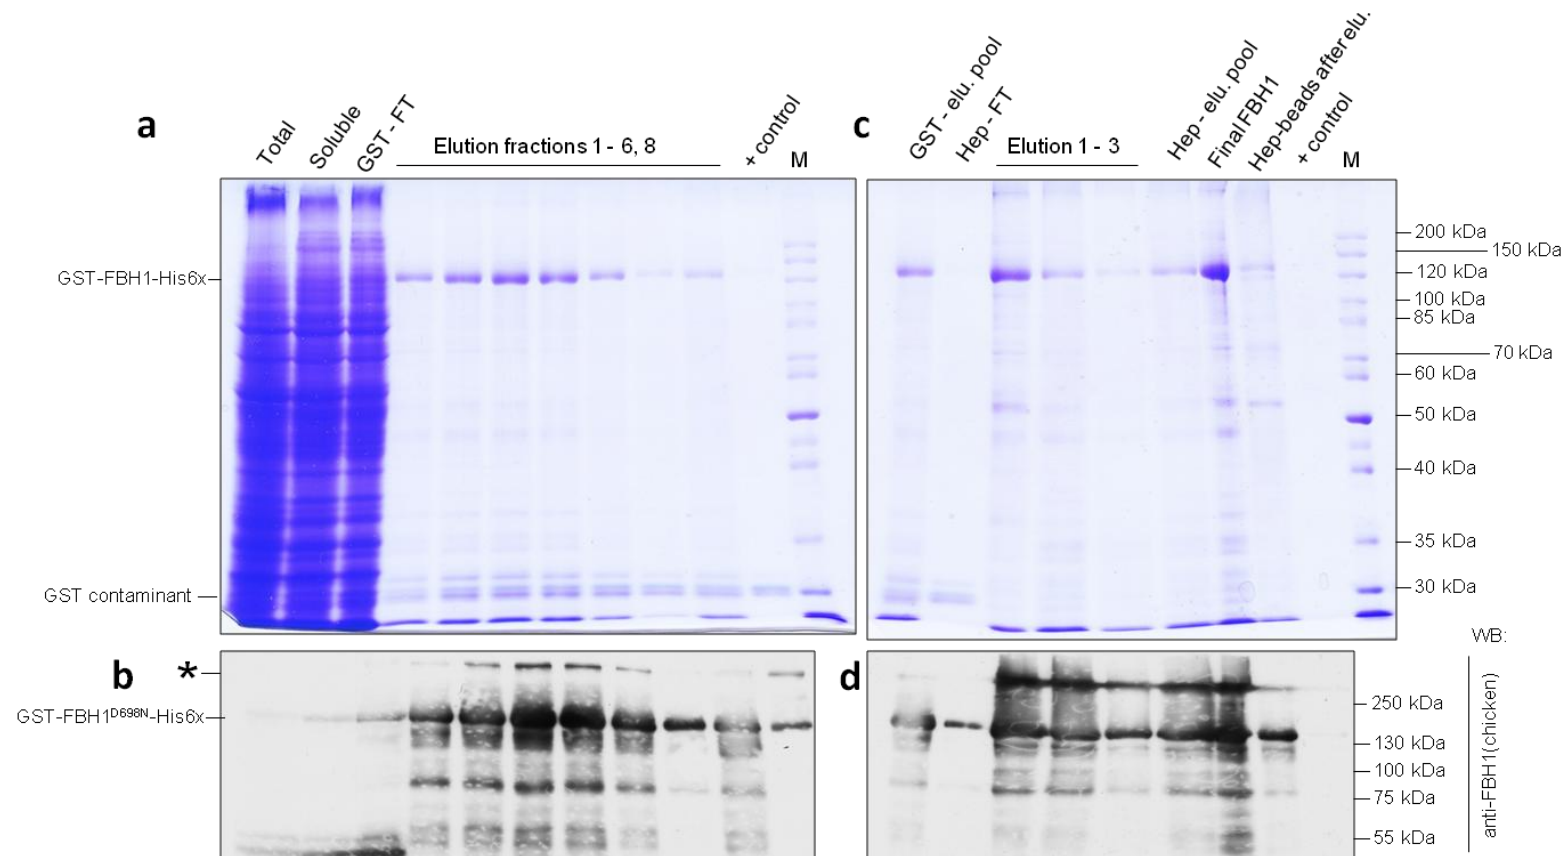 a
Total
Soluble
GST - FT
Elution fractions 1 - 6, 8
+ control
M
GST-FBH1-His6x
GST contaminant
c
GST - elu. pool
Hep - FT
Elution 1 - 3
Hep - elu. pool
Final FBH1
Hep-beads after elu.
+ control
M
200 kDa
150 kDa
120 kDa
100 kDa
85 kDa
70 kDa
60 kDa
50 kDa
40 kDa
35 kDa
30 kDa
WB:
b
*
GST-FBH1D698N-His6x
d
250 kDa
130 kDa
100 kDa
75 kDa
55 kDa
anti-FBH1(chicken)